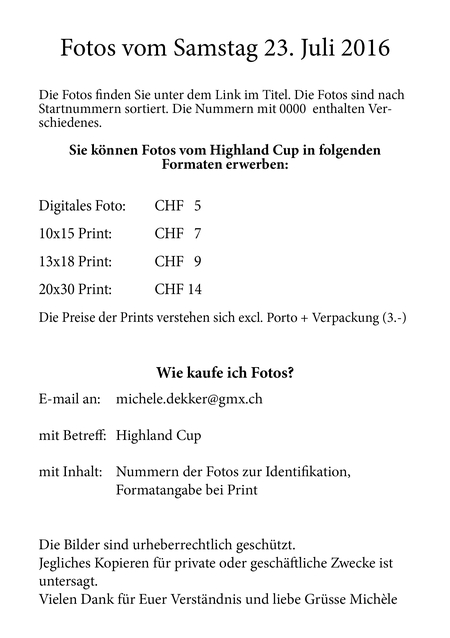 Fotos vom Samstag 23. Juli 2016
Die Fotos finden Sie unter dem Link im Titel. Die Fotos sind nach
Startnummern sortiert. Die Nummern mit 0000 enthalten Ver-
schiedenes.
Sie können Fotos vom Highland Cup in folgenden
Formaten erwerben:
Digitales Foto: CHF 5
10x15 Print: CHF 7
13x18 Print: CHF 9
20x30 Print: CHF 14
Die Preise der Prints verstehen sich excl. Porto + Verpackung (3.-)
Wie kaufe ich Fotos?
E-mail an: michele.dekker@gmx.ch
mit Betreff: Highland Cup
mit Inhalt: Nummern der Fotos zur Identifikation,
Formatangabe bei Print
Die Bilder sind urheberrechtlich geschützt.
Jegliches Kopieren für private oder geschäftliche Zwecke ist
untersagt.
Vielen Dank für Euer Verständnis und liebe Grüsse Michèle